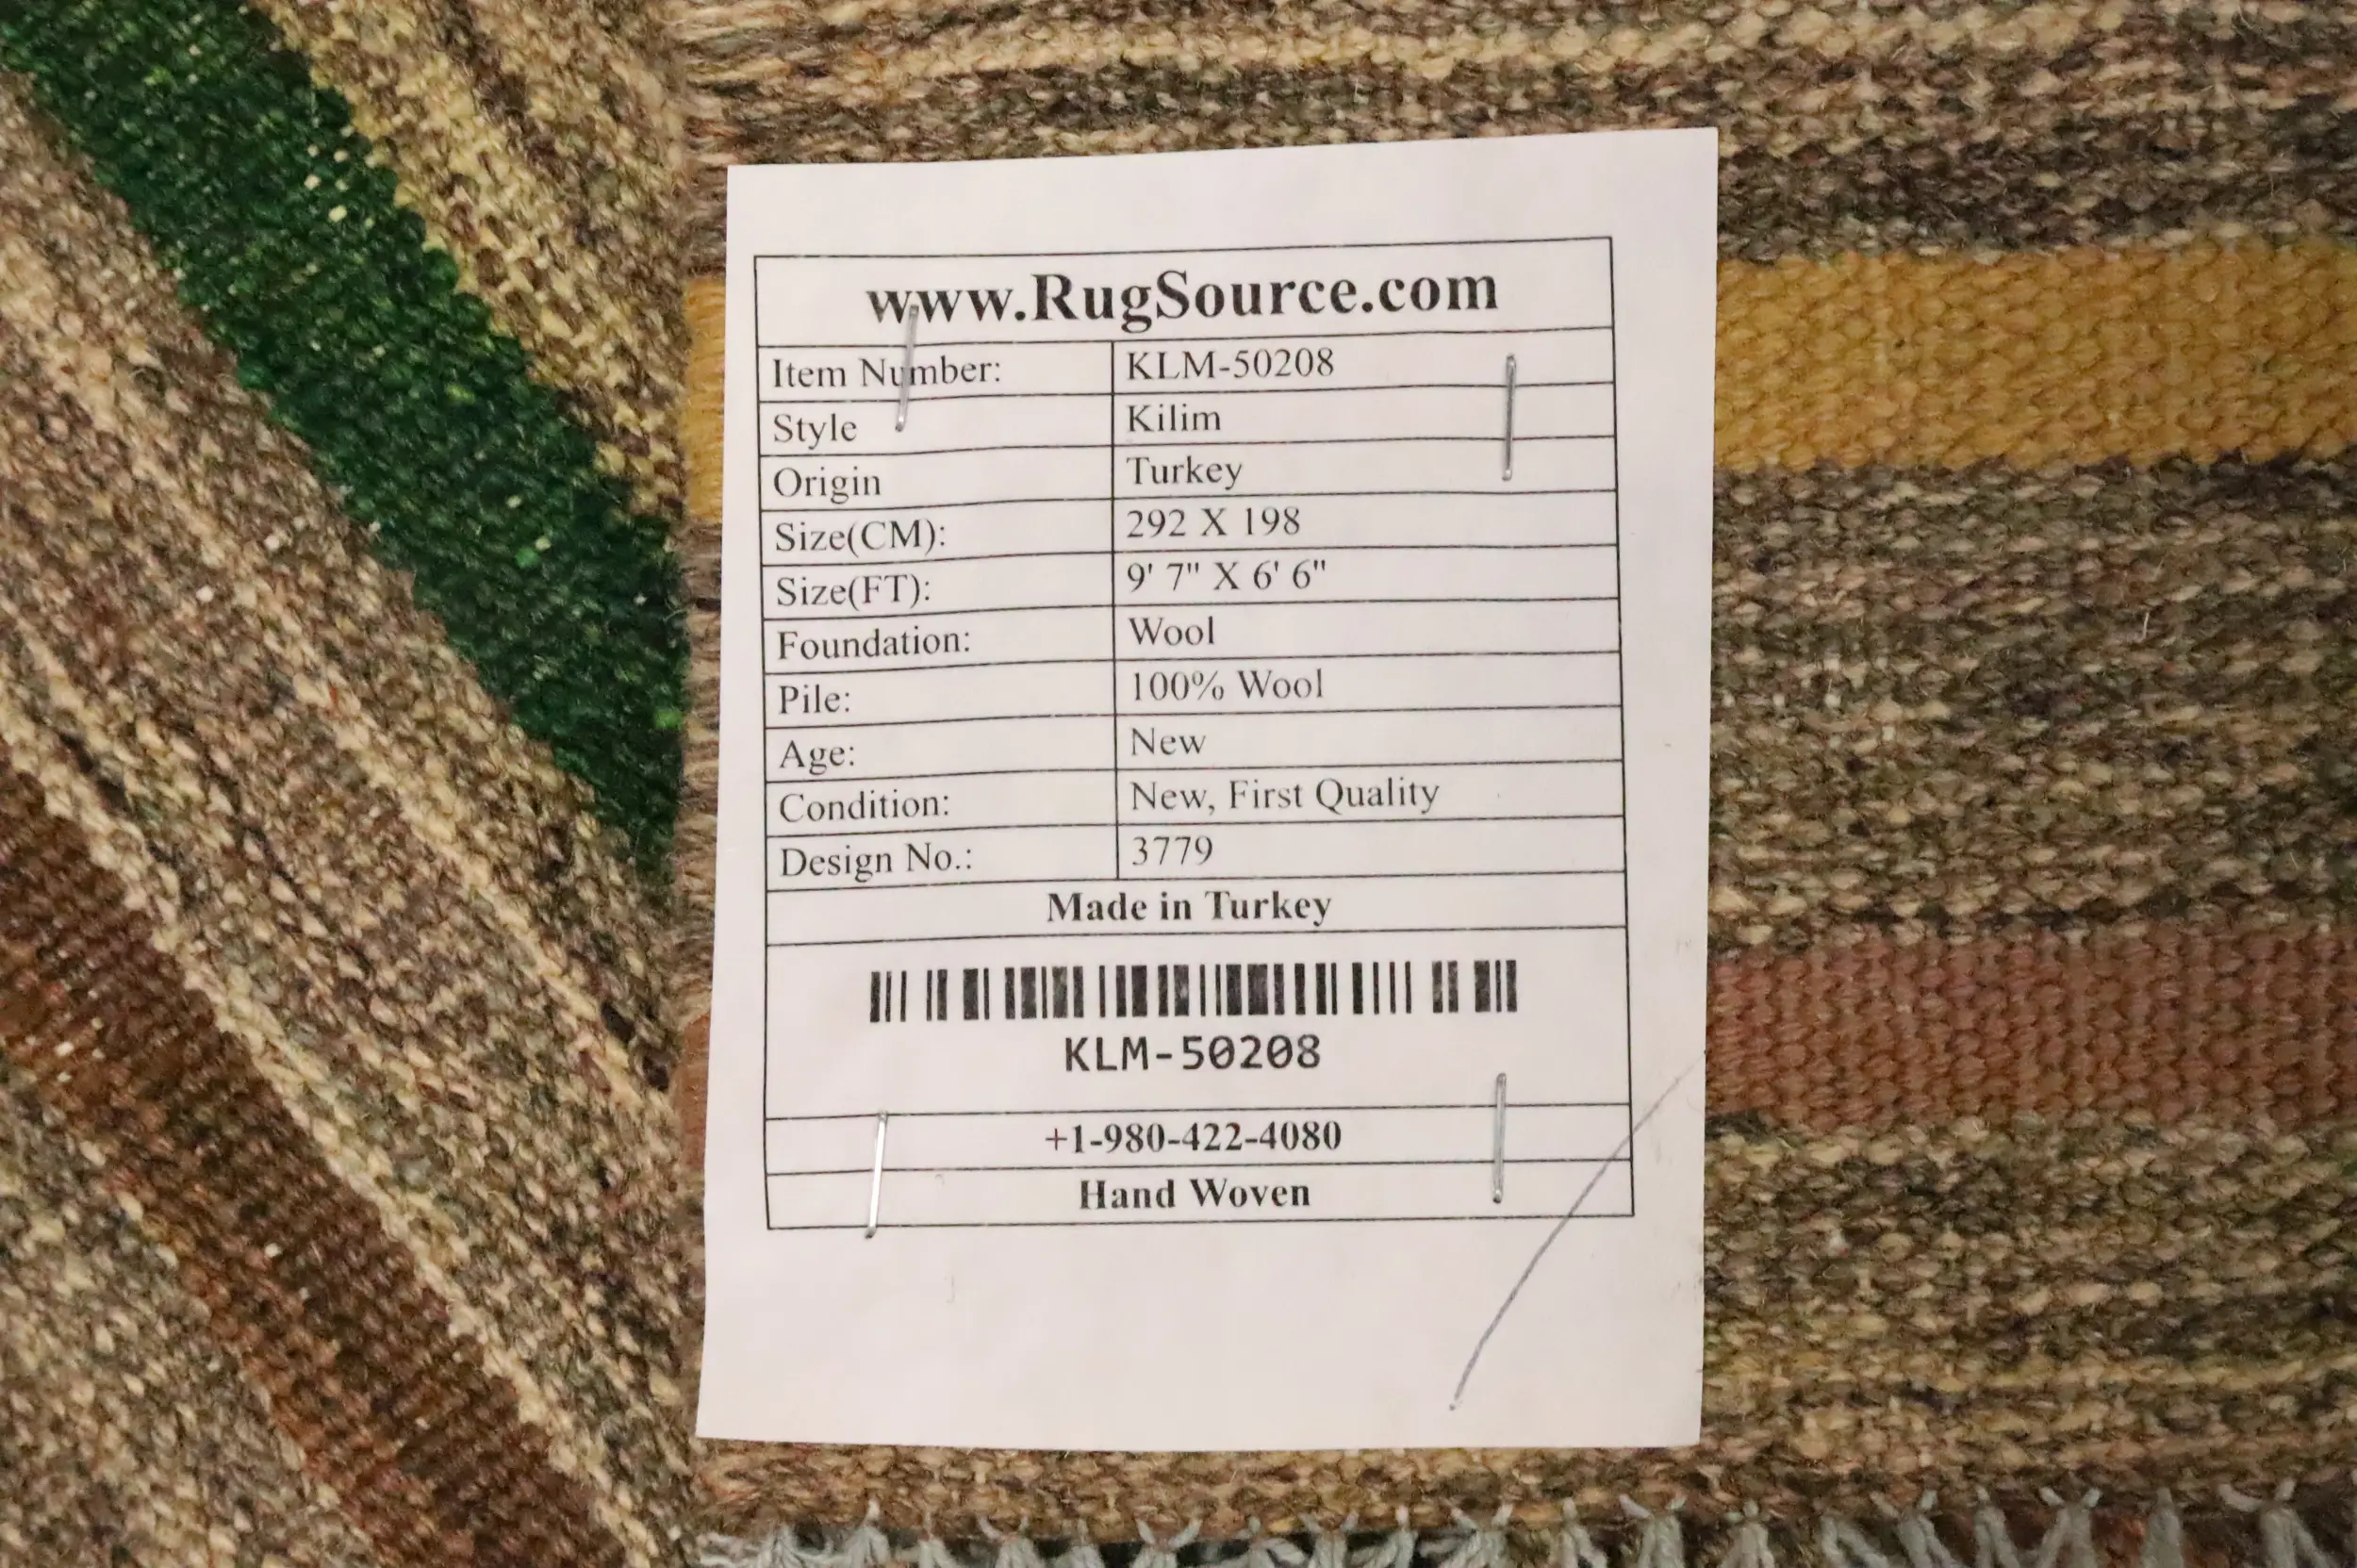 www.RugSource.com
Item Number: KLM-50208
Style Kilim
Origin Turkey
Size(CM): 292 X 198
Size(FT): 9' 7" X 6' 6"
Foundation: Wool
Pile: 100% Wool
Age: New
Condition: New, First Quality
Design No.: 3779
Made in Turkey
KLM-50208
+1-980-422-4080
Hand Woven